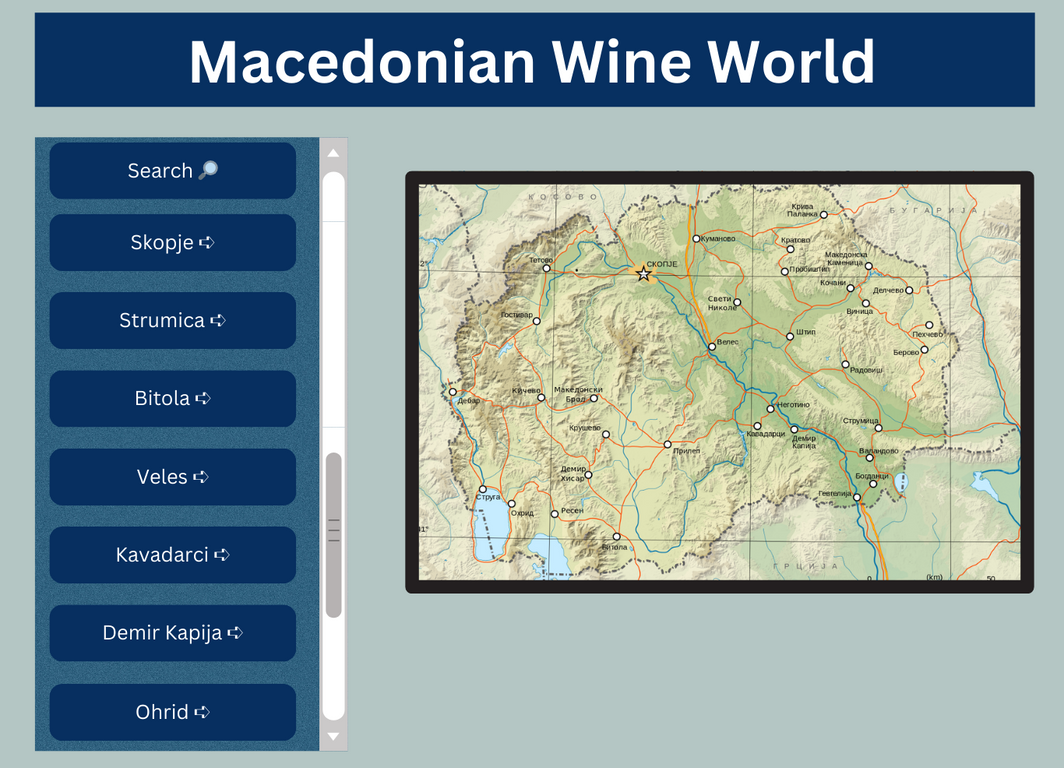 Macedonian Wine World
Search 🔎
Skopje ➪
Strumica ➪
Bitola ➪
Veles ➪
Kavadarci ➪
Demir Kapija ➪
Ohrid ➪
КОСОВО
БУГАРИЈА
Крива
Паланка
Куманово
Кратово
Македонска
Каменица
Тетово
СКОПЈЕ
2°
Пробиштип
Кочани
Делчево
Свети
Николе
Виница
Гостивар
Штип
Пехчево
Велес
Берово
Радовиш
Дебар
Кичево
Македонски
Брод
Неготино
Крушево
Кавадарци
Демир
Капија
Струмица
Прилеп
Валандово
Демир
Хисар
Богданци
Гевгелија
Струга
Охрид
Ресен
1°
Битола
ГРЦИЈА
0
(km)
50